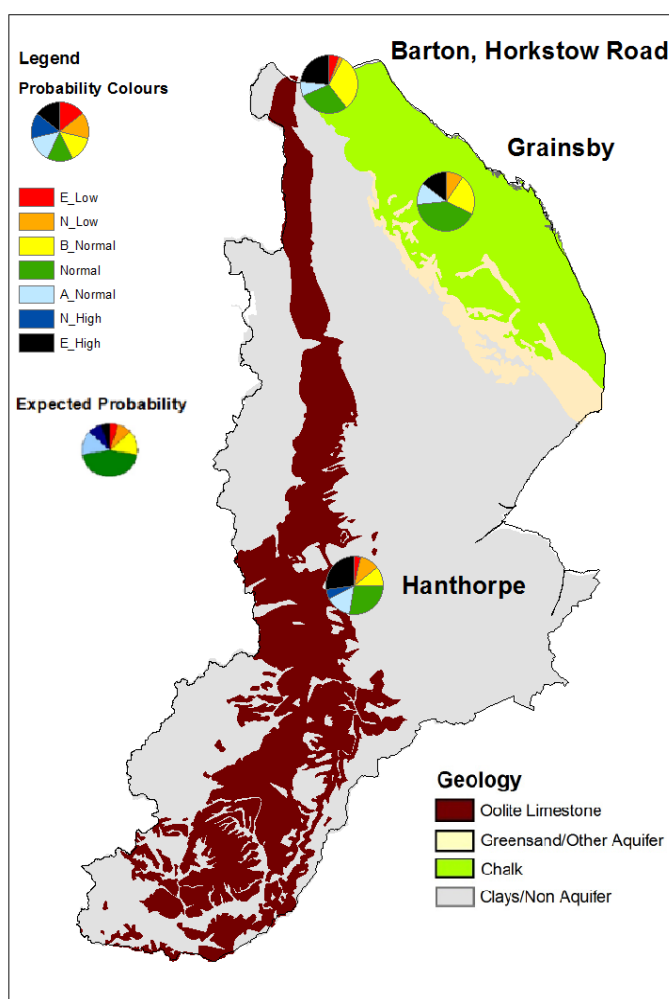 Legend
Probability Colours
E_Low
N_Low
B_Normal
Normal
A_Normal
N_High
E_High
Expected Probability
Barton, Horkstow Road
Grainsby
Hanthorpe
Geology
Oolite Limestone
Greensand/Other Aquifer
Chalk
Clays/Non Aquifer